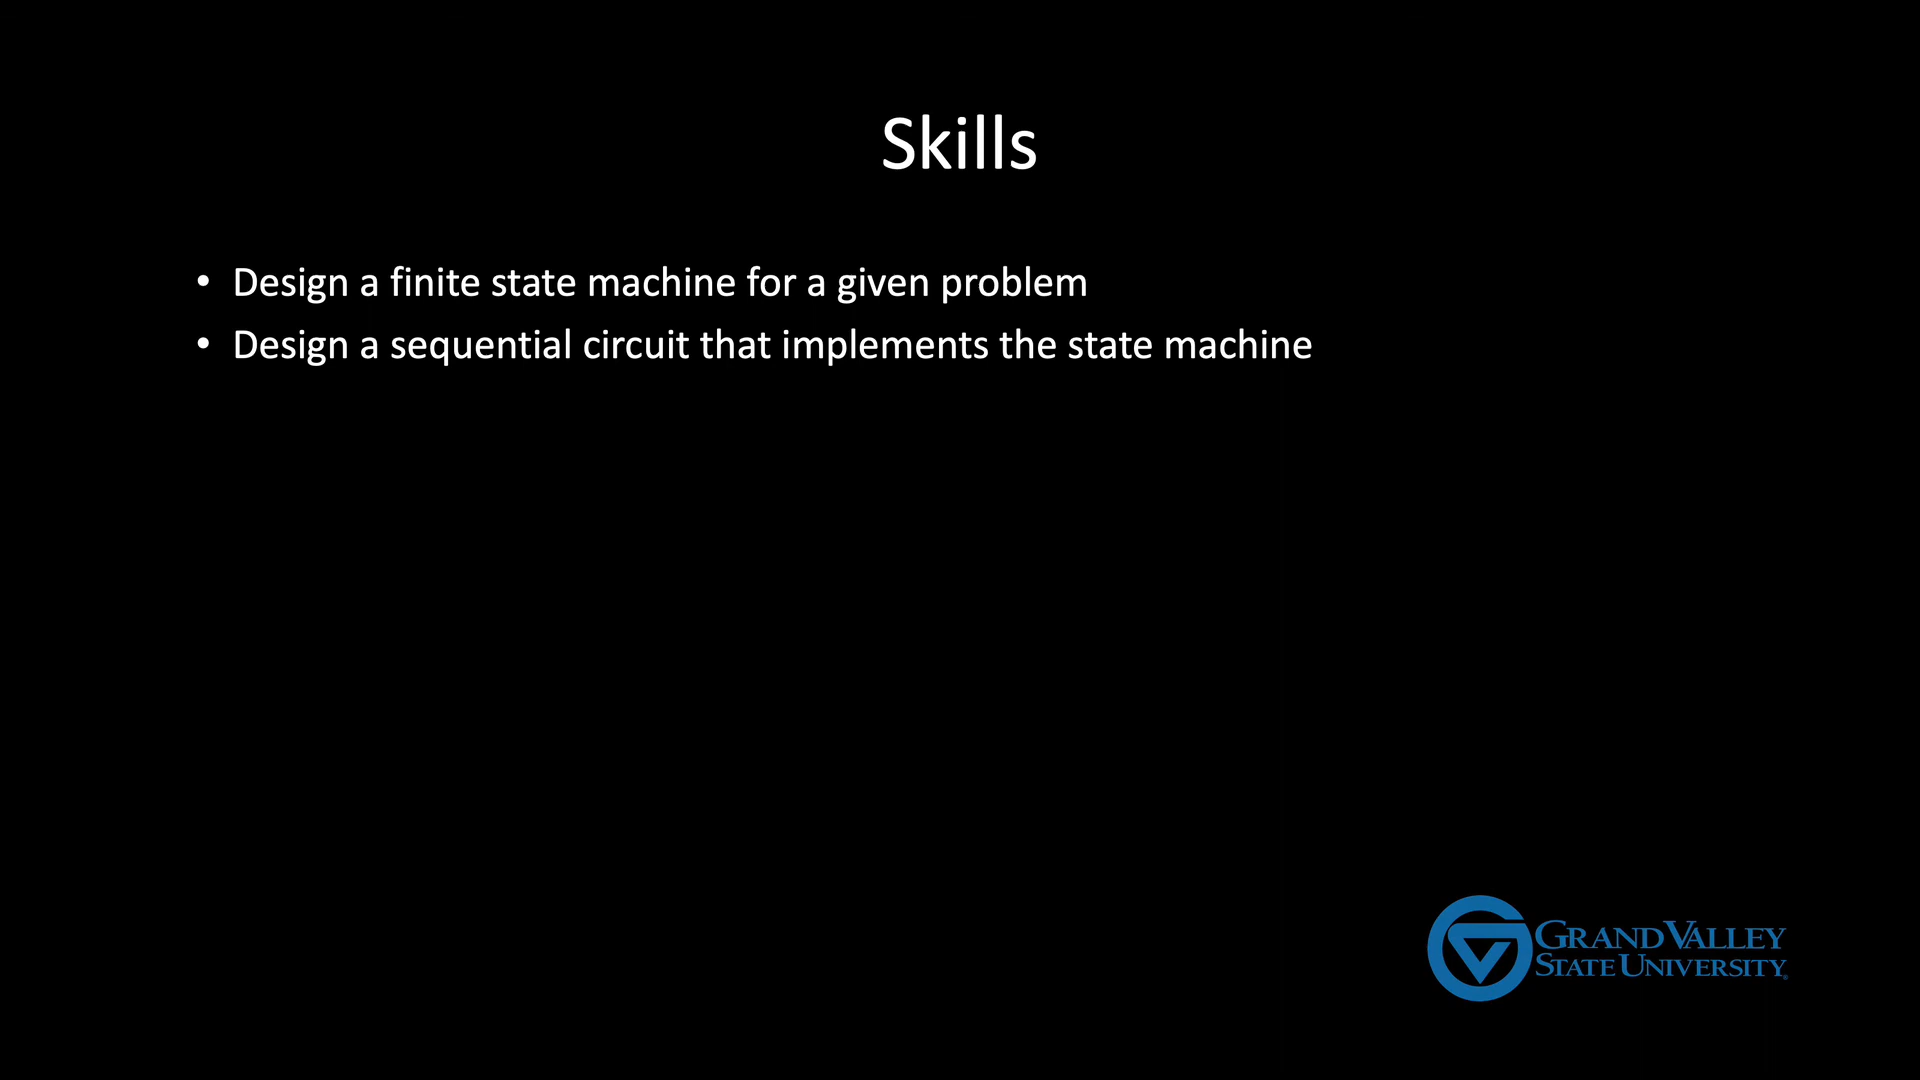 Skills
• Design a finite state machine for a given problem
• Design a sequential circuit that implements the state machine
GRAND VALLEY
STATE UNIVERSITY®